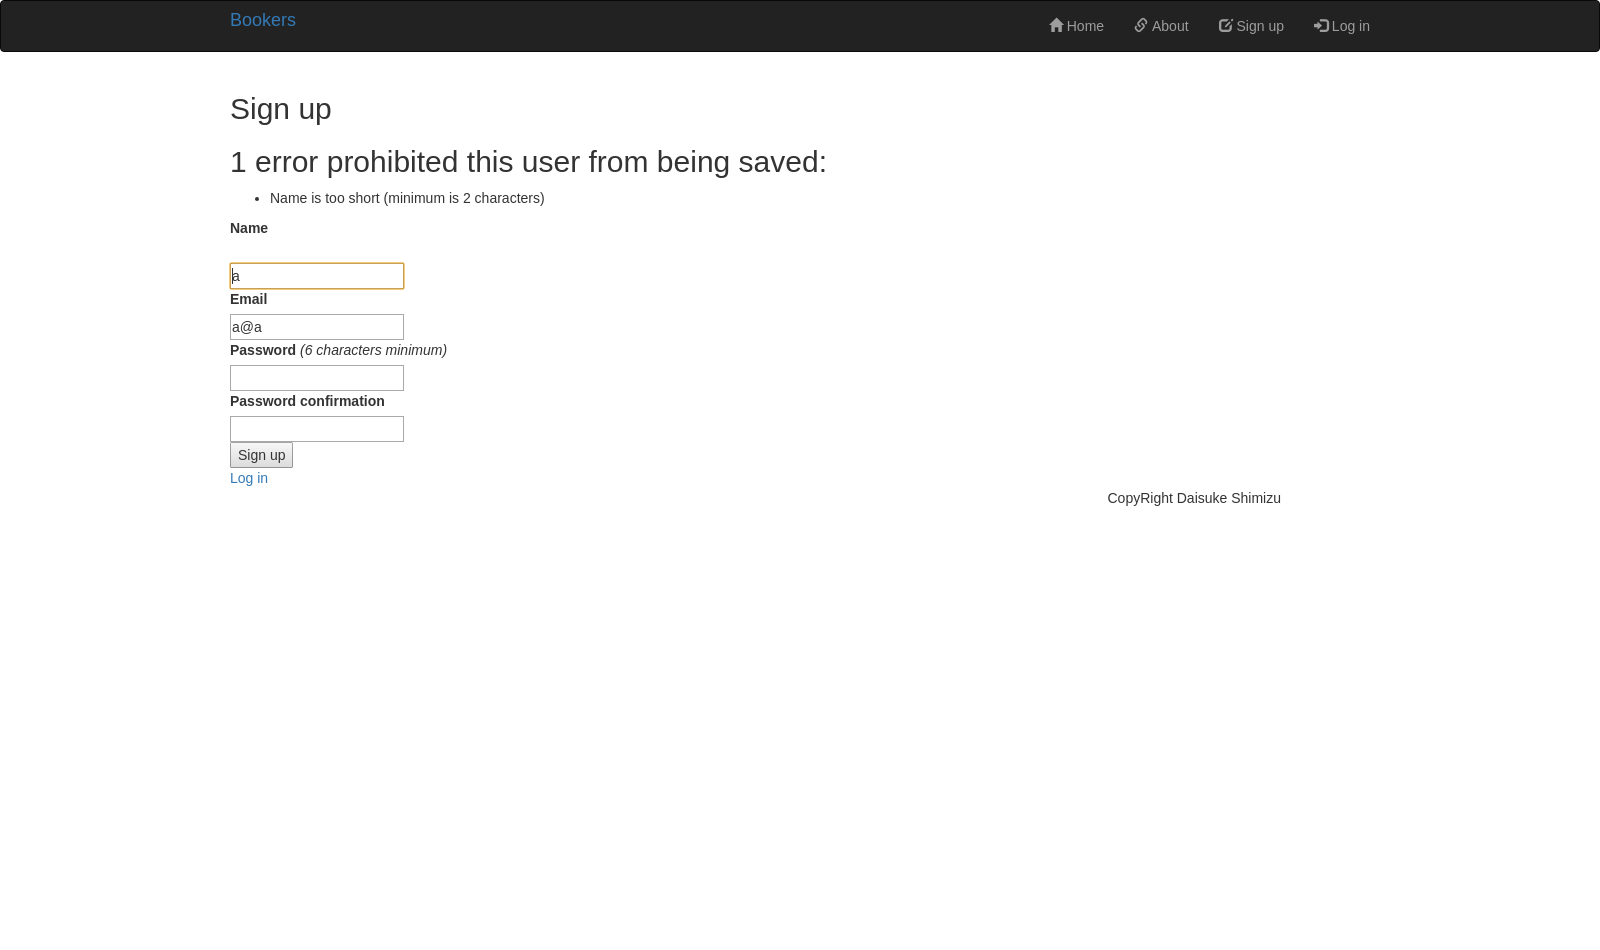 Bookers
Home About Sign up Log in
Sign up
1 error prohibited this user from being saved:
Name is too short (minimum is 2 characters)
Name
a
Email
a@a
Password (6 characters minimum)
Password confirmation
Sign up
Log in
CopyRight Daisuke Shimizu